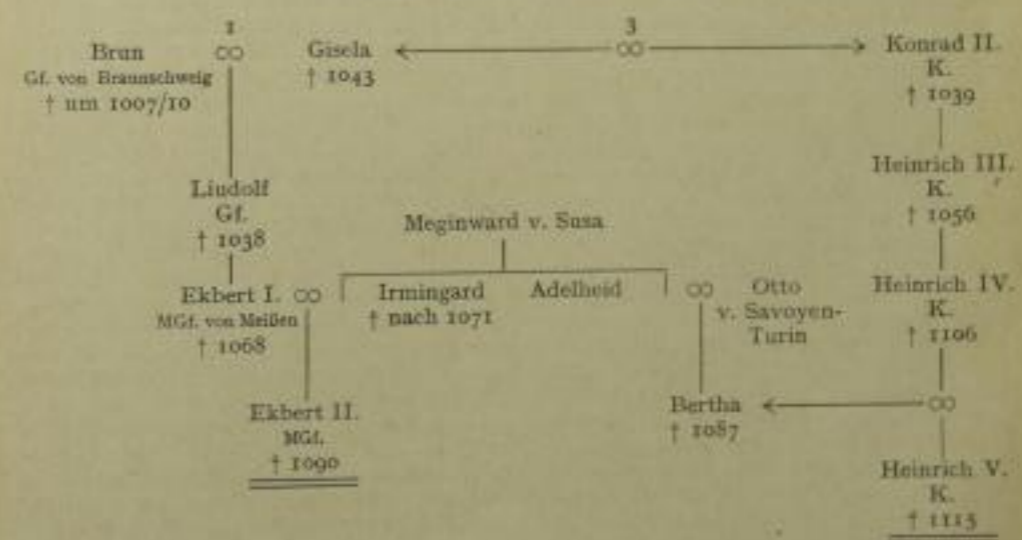 1
3
Brun ∞ Gisela ∞ Konrad II.
Gf. von Braunschweig
† um 1007/10
† 1043
K.
† 1039
Liudolf
Gf.
† 1038
Heinrich III.
K.
† 1056
Meginward v. Susa
Ekbert I. ∞ Irmingard Adelheid ∞ Otto
MGf. von Meißen
† 1068
† nach 1071
v. Savoyen-
Turin
Heinrich IV.
K.
† 1106
Ekbert II.
MGf.
† 1090
Bertha ∞
† 1087
Heinrich V.
K.
† 1115